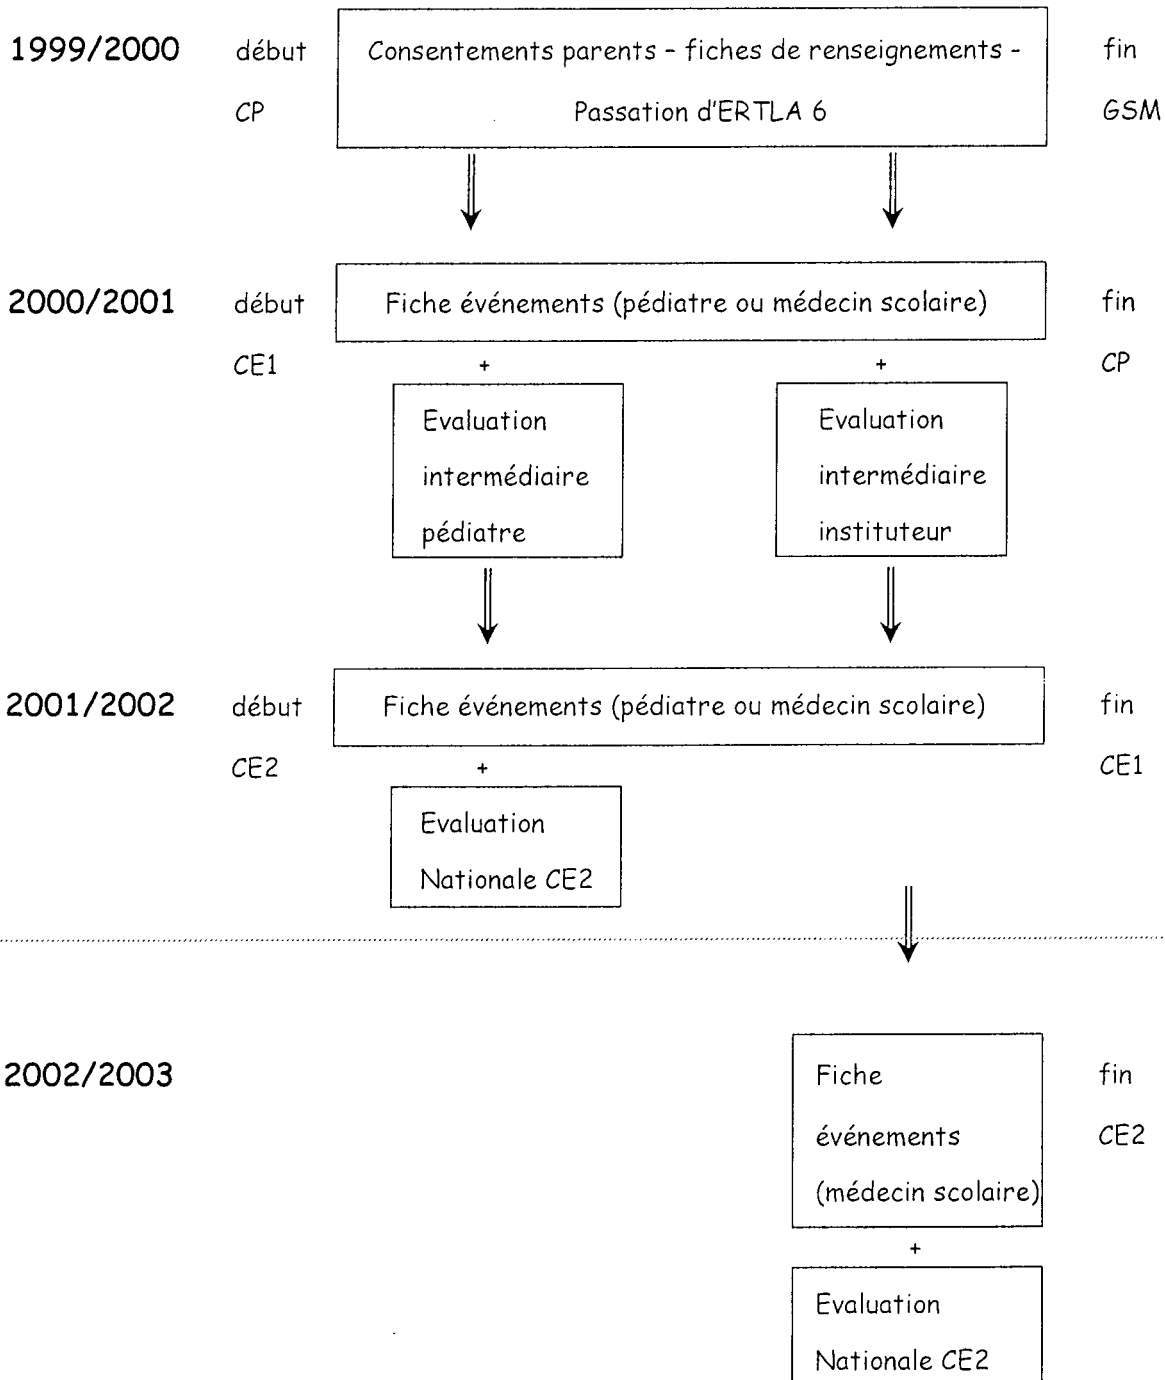 1999/2000 début Consentements parents – fiches de renseignements - fin
CP Passation d'ERTLA 6 GSM
2000/2001 début Fiche événements (pédiatre ou médecin scolaire) fin
CE1 + + CP
Evaluation Evaluation
intermédiaire intermédiaire
pédiatre instituteur
2001/2002 début Fiche événements (pédiatre ou médecin scolaire) fin
CE2 + CE1
Evaluation
Nationale CE2
2002/2003 Fiche fin
événements CE2
(médecin scolaire)
+
Evaluation
Nationale CE2